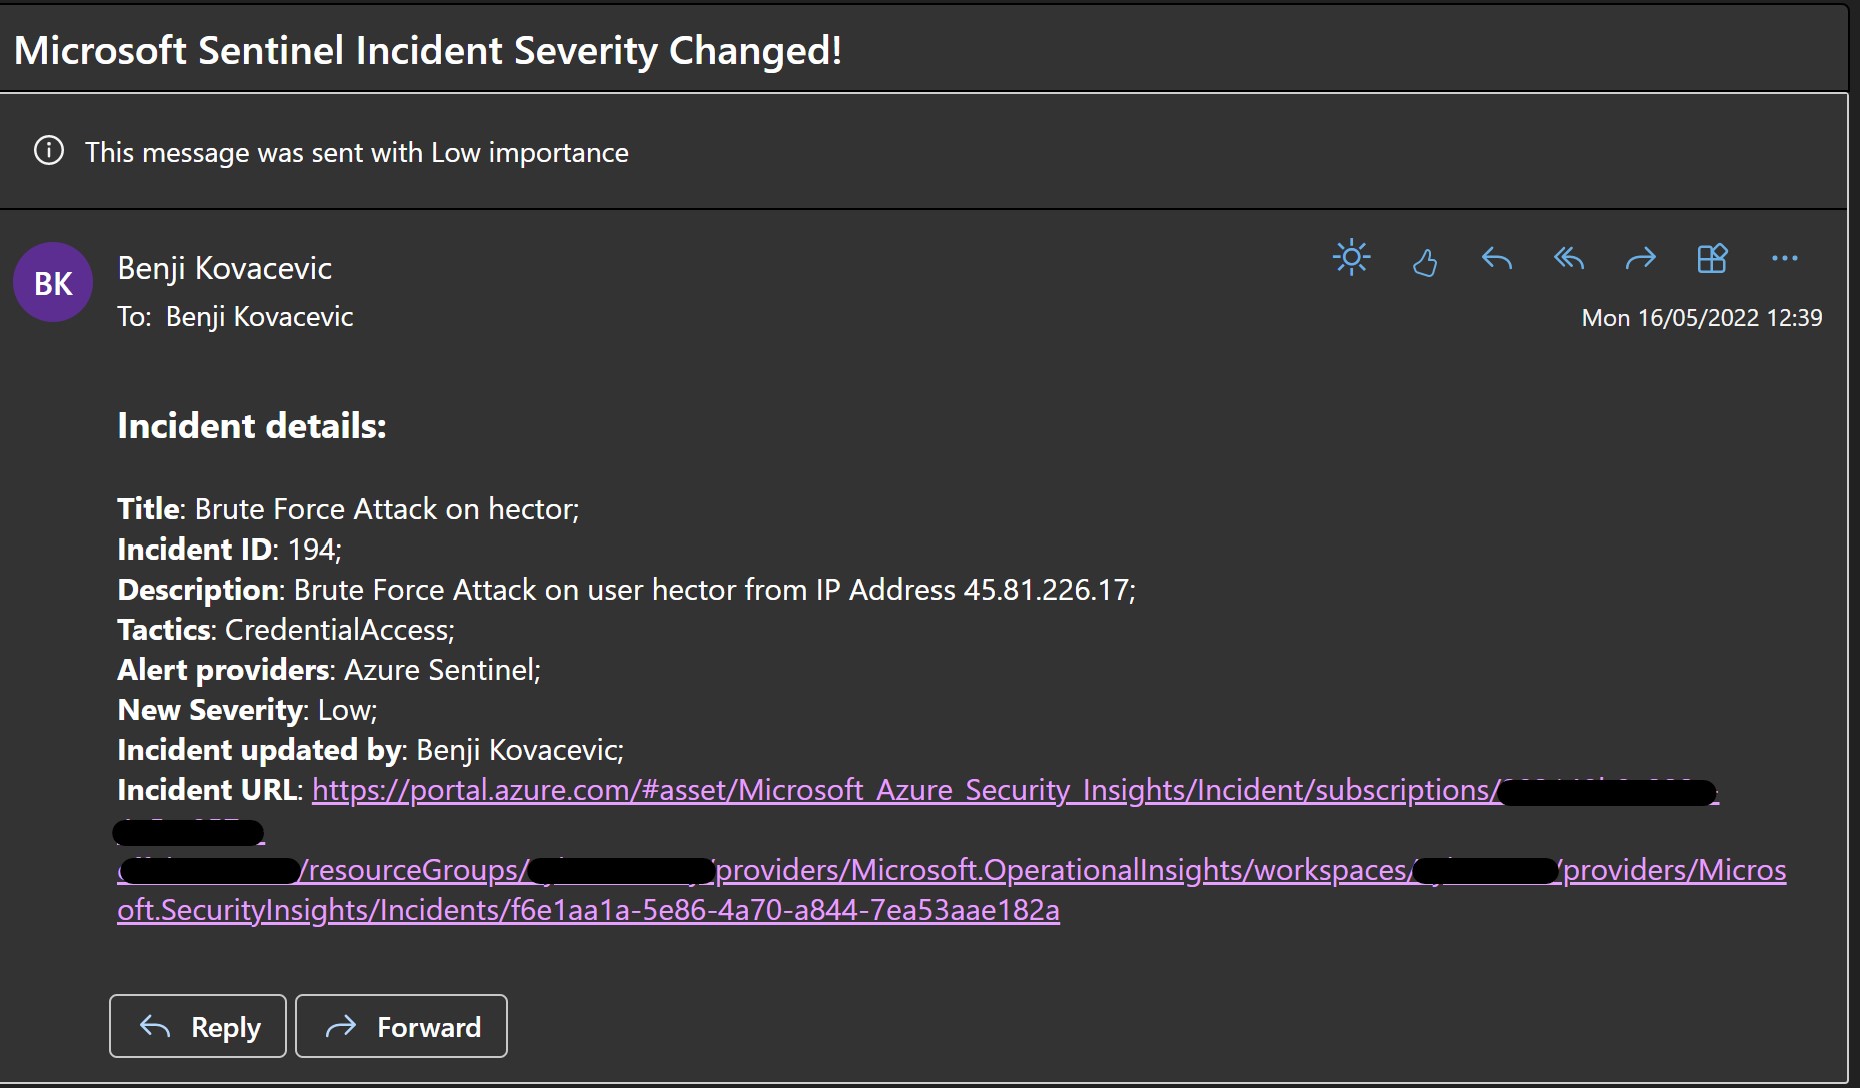 Microsoft Sentinel Incident Severity Changed!
This message was sent with Low importance
BK
Benji Kovacevic
To: Benji Kovacevic
Mon 16/05/2022 12:39
Incident details:
Title: Brute Force Attack on hector;
Incident ID: 194;
Description: Brute Force Attack on user hector from IP Address 45.81.226.17;
Tactics: CredentialAccess;
Alert providers: Azure Sentinel;
New Severity: Low;
Incident updated by: Benji Kovacevic;
Incident URL: https://portal.azure.com/#asset/Microsoft_Azure_Security_Insights/Incident/subscriptions/
/resourceGroups/ /providers/Microsoft.OperationalInsights/workspaces/ /providers/Micros
oft.SecurityInsights/Incidents/f6e1aa1a-5e86-4a70-a844-7ea53aae182a
Reply
Forward